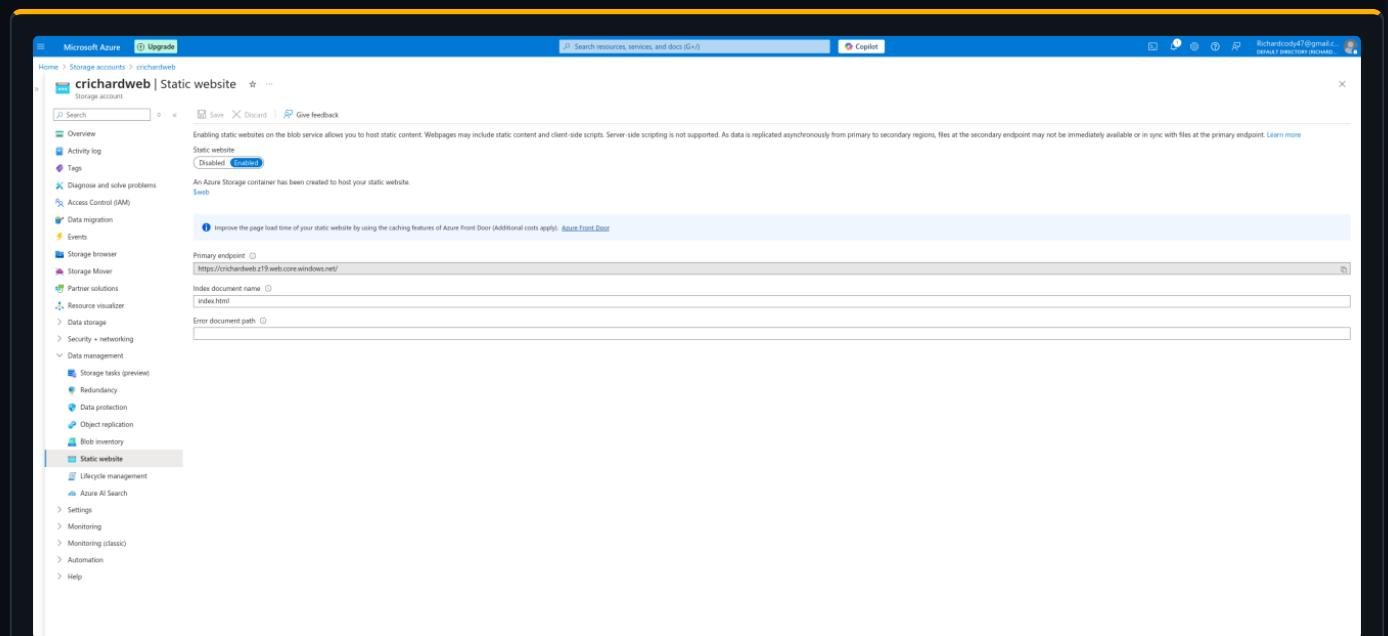 Microsoft Azure
Upgrade
Search resources, services, and docs (G+/)
Copilot
1
Richardcody47@gmail.c...
DEFAULT DIRECTORY (RICHARD...
Home > Storage accounts > crichardweb
crichardweb | Static website
Storage account
Search
Save
Discard
Give feedback
Overview
Activity log
Tags
Diagnose and solve problems
Access Control (IAM)
Data migration
Events
Storage browser
Storage Mover
Partner solutions
Resource visualizer
Data storage
Security + networking
Data management
Storage tasks (preview)
Redundancy
Data protection
Object replication
Blob inventory
Static website
Lifecycle management
Azure AI Search
Settings
Monitoring
Monitoring (classic)
Automation
Help
Enabling static websites on the blob service allows you to host static content. Webpages may include static content and client-side scripts. Server-side scripting is not supported. As data is replicated asynchronously from primary to secondary regions, files at the secondary endpoint may not be immediately available or in sync with files at the primary endpoint. Learn more
Static website
Disabled Enabled
An Azure Storage container has been created to host your static website.
$web
Improve the page load time of your static website by using the caching features of Azure Front Door (Additional costs apply). Azure Front Door
Primary endpoint
https://crichardweb.z19.web.core.windows.net/
Index document name
index.html
Error document path